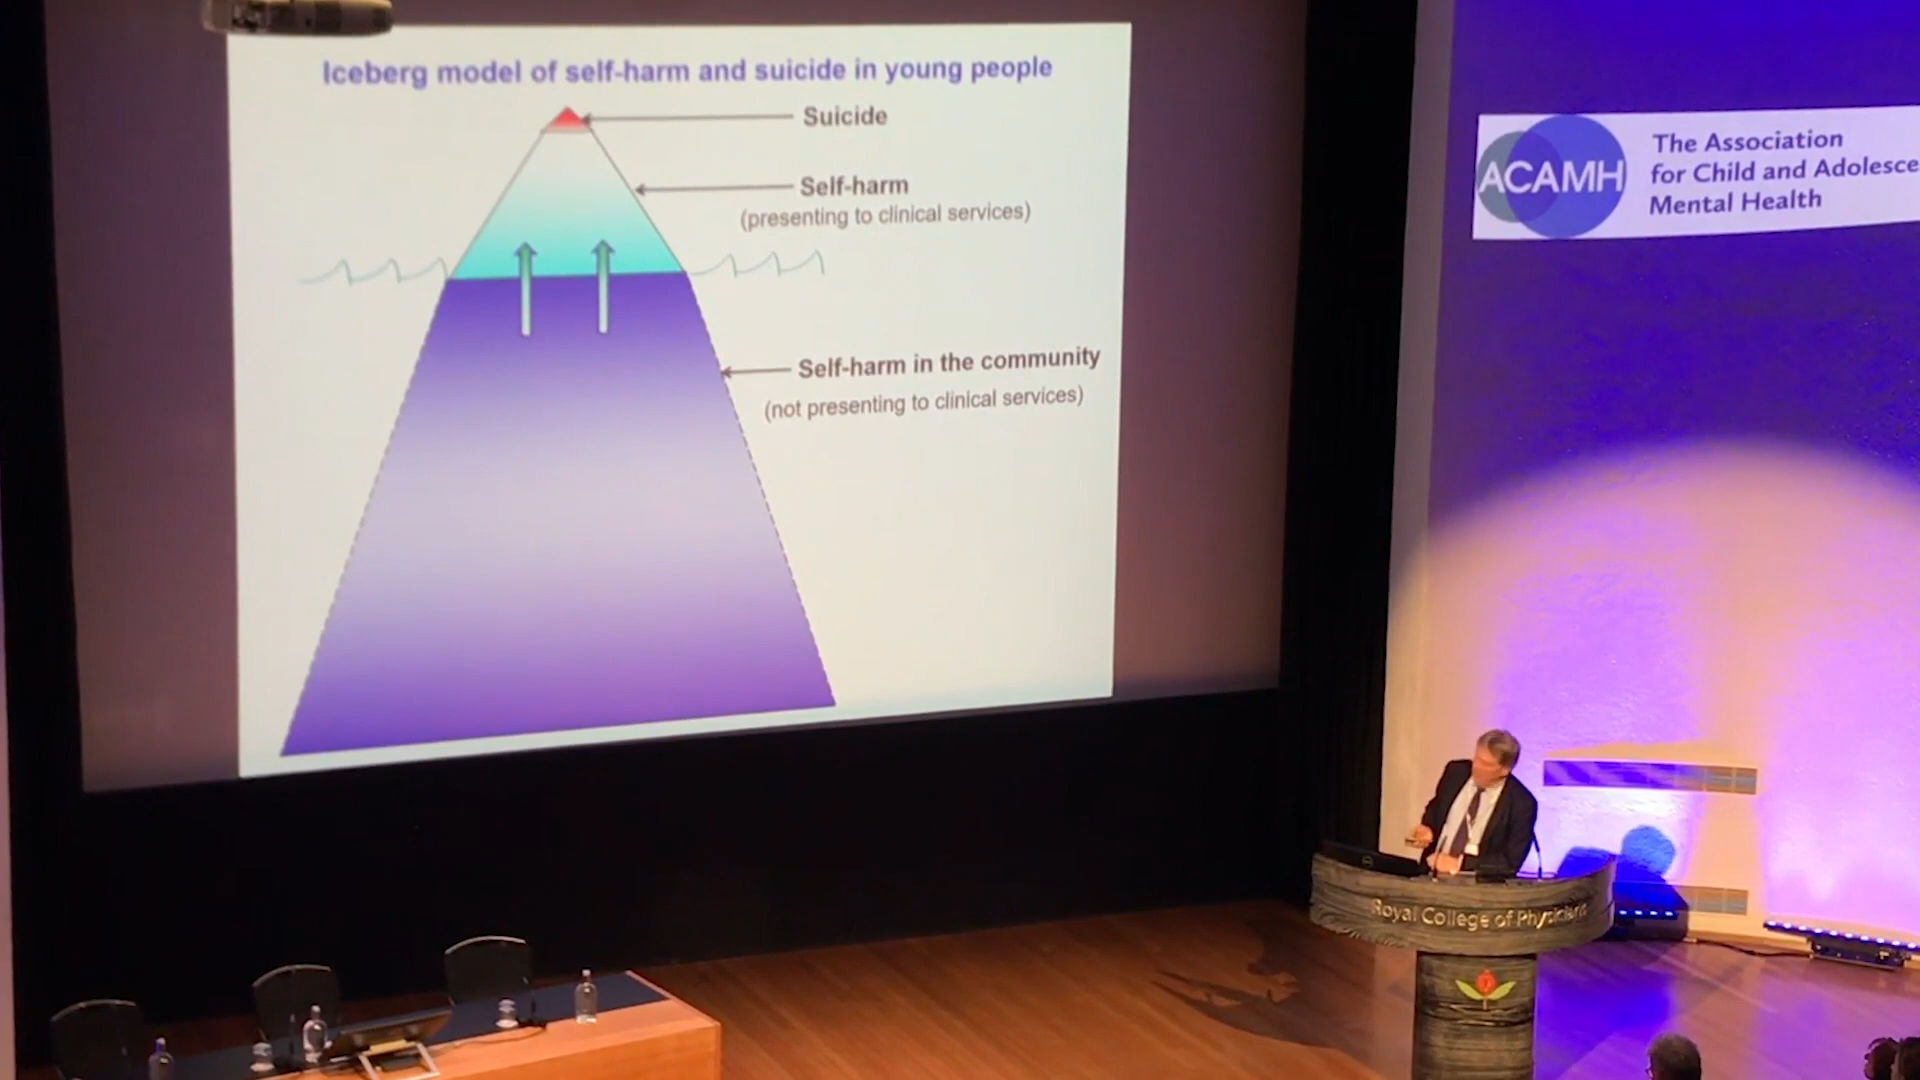 Iceberg model of self-harm and suicide in young people
Suicide
Self-harm
(presenting to clinical services)
Self-harm in the community
(not presenting to clinical services)
ACAMH
The Association
for Child and Adolesce
Mental Health
Royal College of Physicians